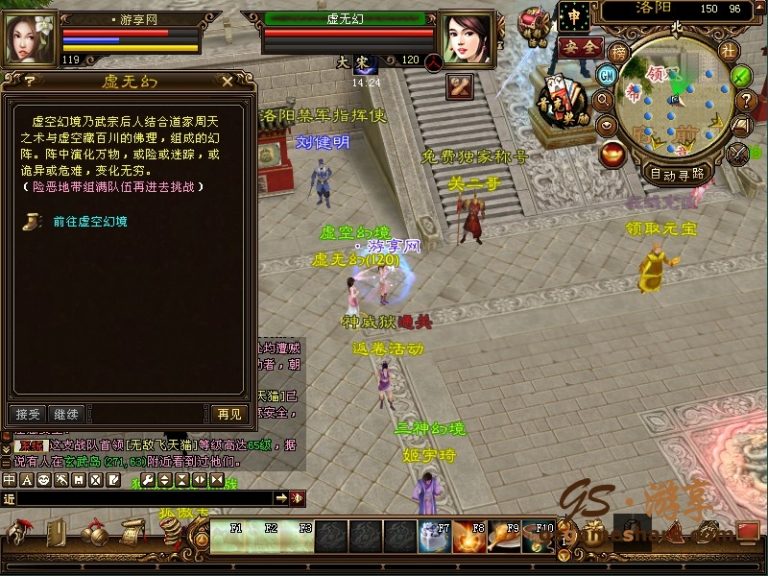 ·游享网
119
虚无幻
大宋
120
14:24
安全
申
洛阳
150 96
北
榜
社
GM
自动寻路
虚无幻
虚空幻境乃武宗后人结合道家周天
之术与虚空藏百川的佛理，组成的幻
阵。阵中演化万物，或险或迷踪，或
诡异或危难，变化无穷。
（险恶地带组满队伍再进去挑战）
前往虚空幻境
接受
继续
再见
洛阳禁军指挥使
刘健明
免费独家称号
关二哥
领取元宝
虚空幻境
·游享网
虚无幻(120)
神威狱通关
送卷活动
三神幻境
姬宇琦
这支战队首领[无敌飞天猫]等级高达65级，据
说有人在玄武岛(271,63)附近看到过他们。
近
F1
F2
F3
F7
F8
F9
F10
GS·游享